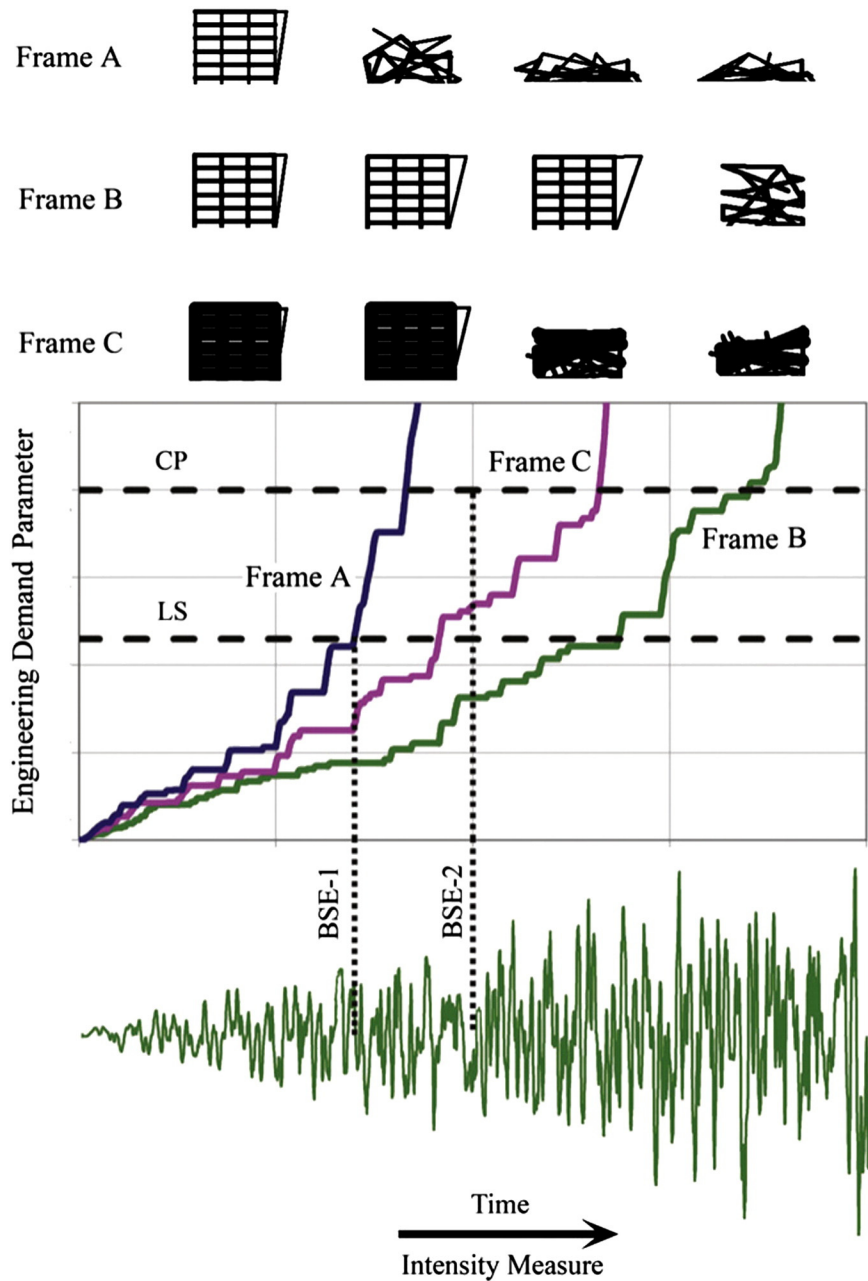 Frame A
Frame B
Frame C
CP
Frame C
Frame B
Frame A
LS
Engineering Demand Parameter
BSE-1
BSE-2
Time
Intensity Measure